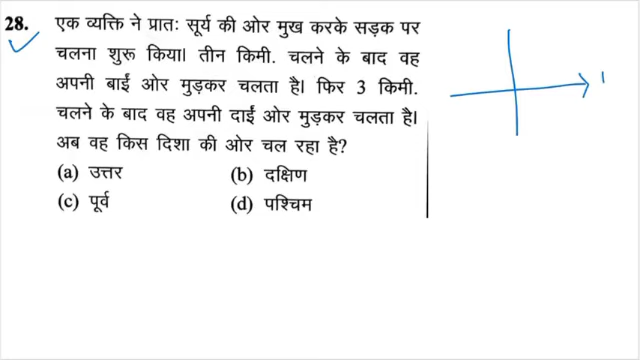 28. एक व्यक्ति ने प्रातः सूर्य की ओर मुख करके सड़क पर
चलना शुरू किया। तीन किमी. चलने के बाद वह
अपनी बाईं ओर मुड़कर चलता है। फिर 3 किमी.
चलने के बाद वह अपनी दाईं ओर मुड़कर चलता है।
अब वह किस दिशा की ओर चल रहा है?
(a) उत्तर (b) दक्षिण
(c) पूर्व (d) पश्चिम